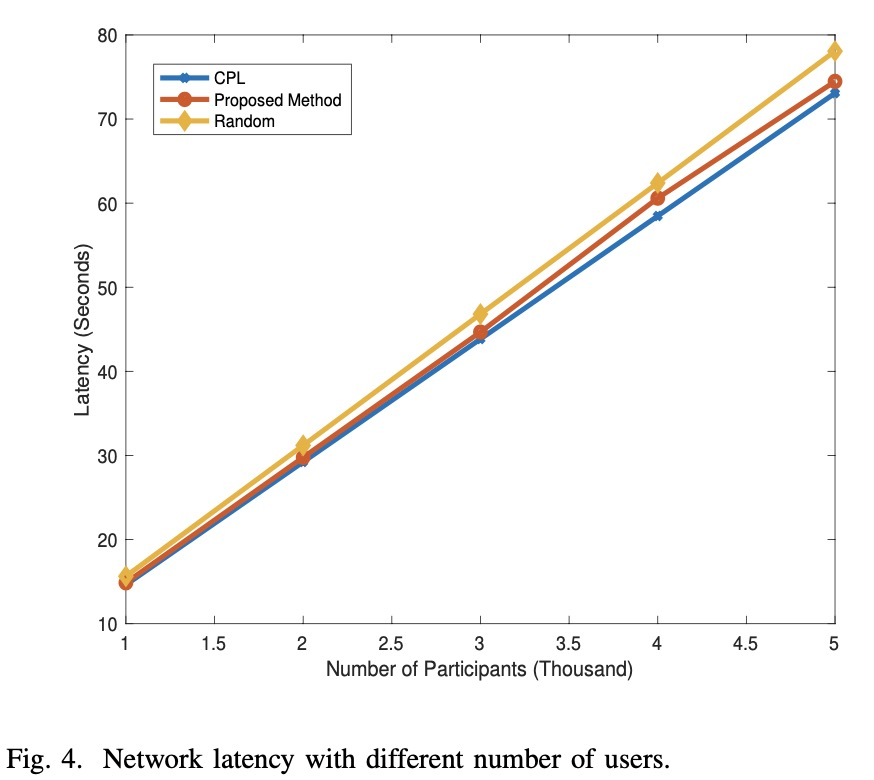 80
70
60
50
40
30
20
10
Latency (Seconds)
CPL
Proposed Method
Random
1 1.5 2 2.5 3 3.5 4 4.5 5
Number of Participants (Thousand)
Fig. 4. Network latency with different number of users.